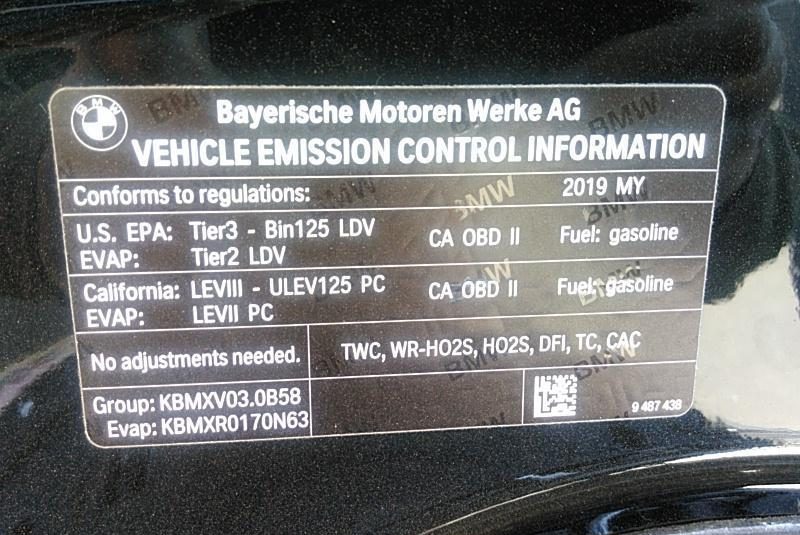 BMW
Bayerische Motoren Werke AG
VEHICLE EMISSION CONTROL INFORMATION
Conforms to regulations: 2019 MY
U.S. EPA: Tier3 - Bin125 LDV CA OBD II Fuel: gasoline
EVAP: Tier2 LDV
California: LEVIII - ULEV125 PC CA OBD II Fuel: gasoline
EVAP: LEVII PC
No adjustments needed. TWC, WR-HO2S, HO2S, DFI, TC, CAC
Group: KBMXV03.0B58
Evap: KBMXR0170N63
9 487 438